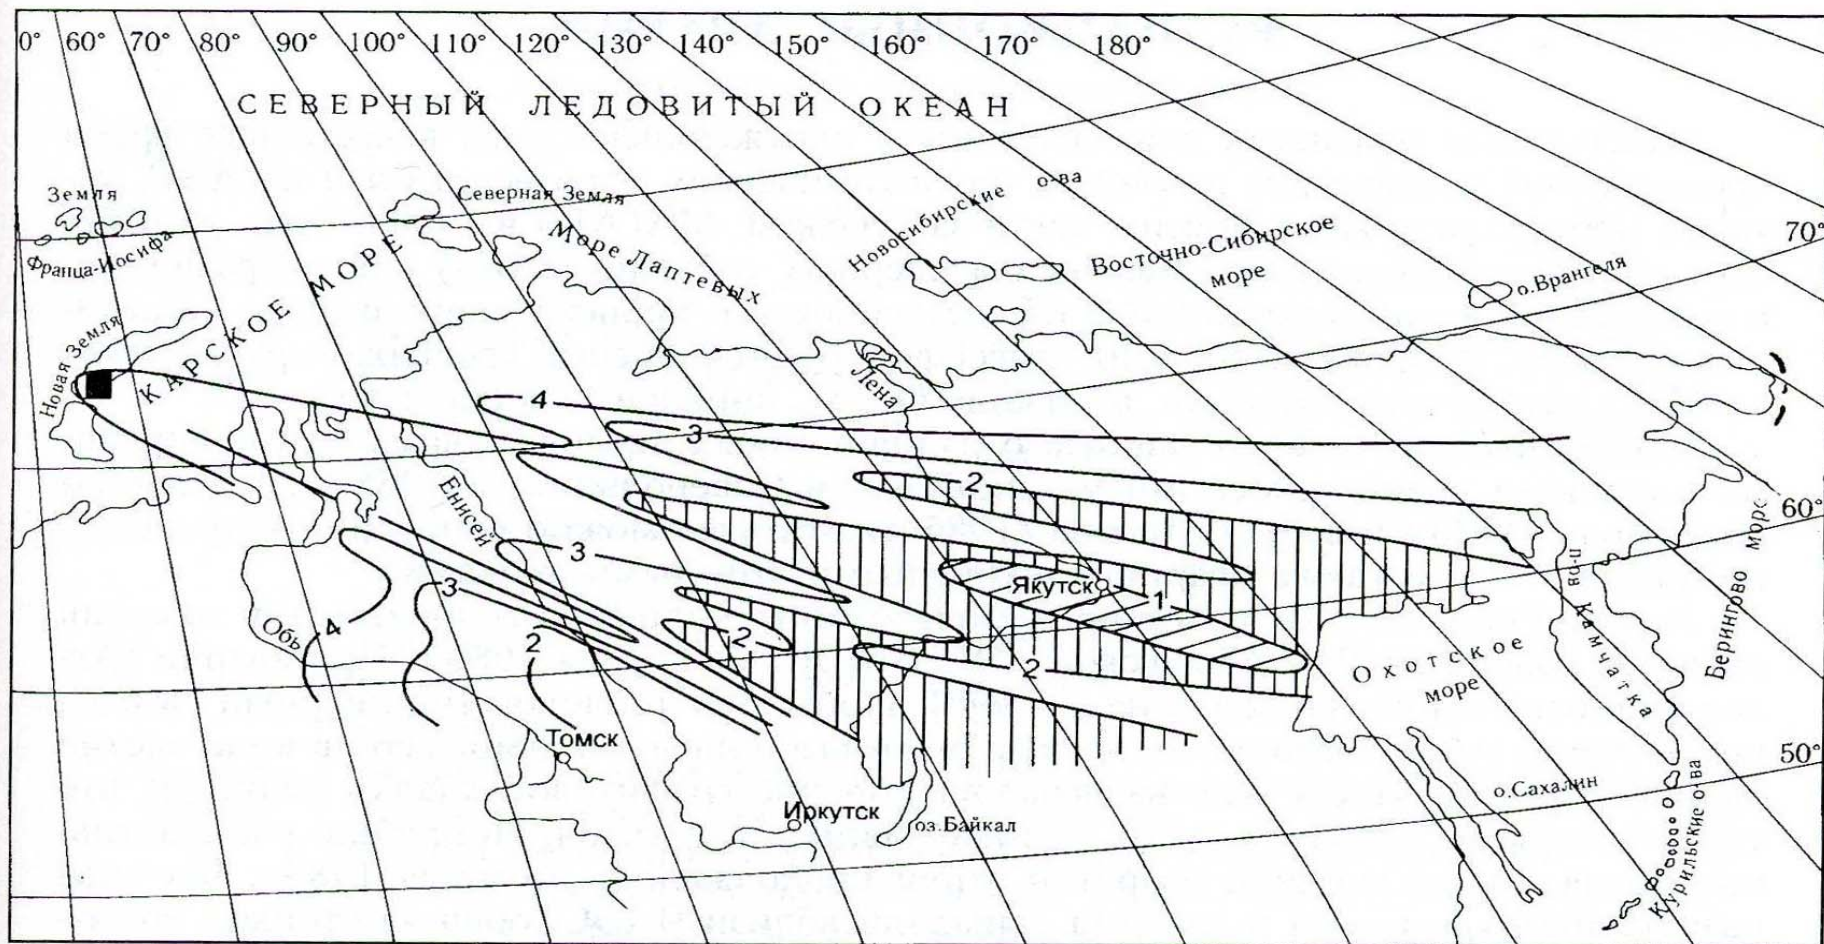 0° 60° 70° 80° 90° 100° 110° 120° 130° 140° 150° 160° 170° 180°
СЕВЕРНЫЙ ЛЕДОВИТЫЙ ОКЕАН
Земля
Франца-Иосифа
Северная Земля
Новосибирские о-ва
Море Лаптевых
Восточно-Сибирское
море
70°
о.Врангеля
Новая Земля
КАРСКОЕ МОРЕ
Лена
4
3
2
Енисей
60°
3
3
Якутск
1
п-ов Камчатка
Берингово море
Обь
4
2
2
2
Охотское
море
Томск
50°
о.Сахалин
Иркутск
оз.Байкал
Курильские о-ва